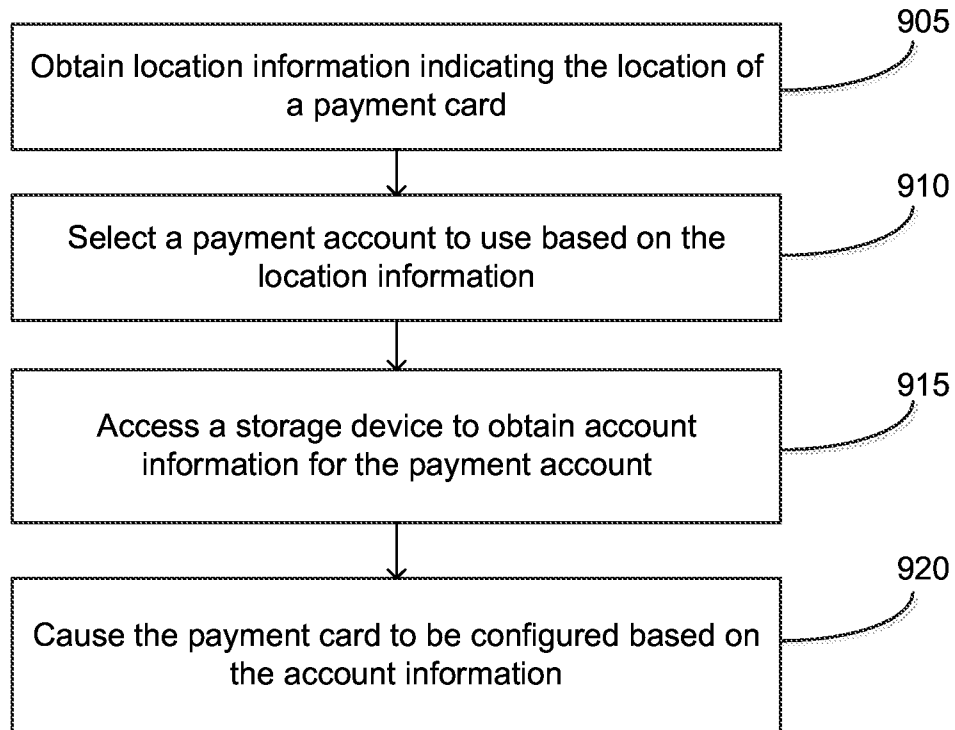 905
Obtain location information indicating the location of
a payment card
910
Select a payment account to use based on the
location information
915
Access a storage device to obtain account
information for the payment account
920
Cause the payment card to be configured based on
the account information